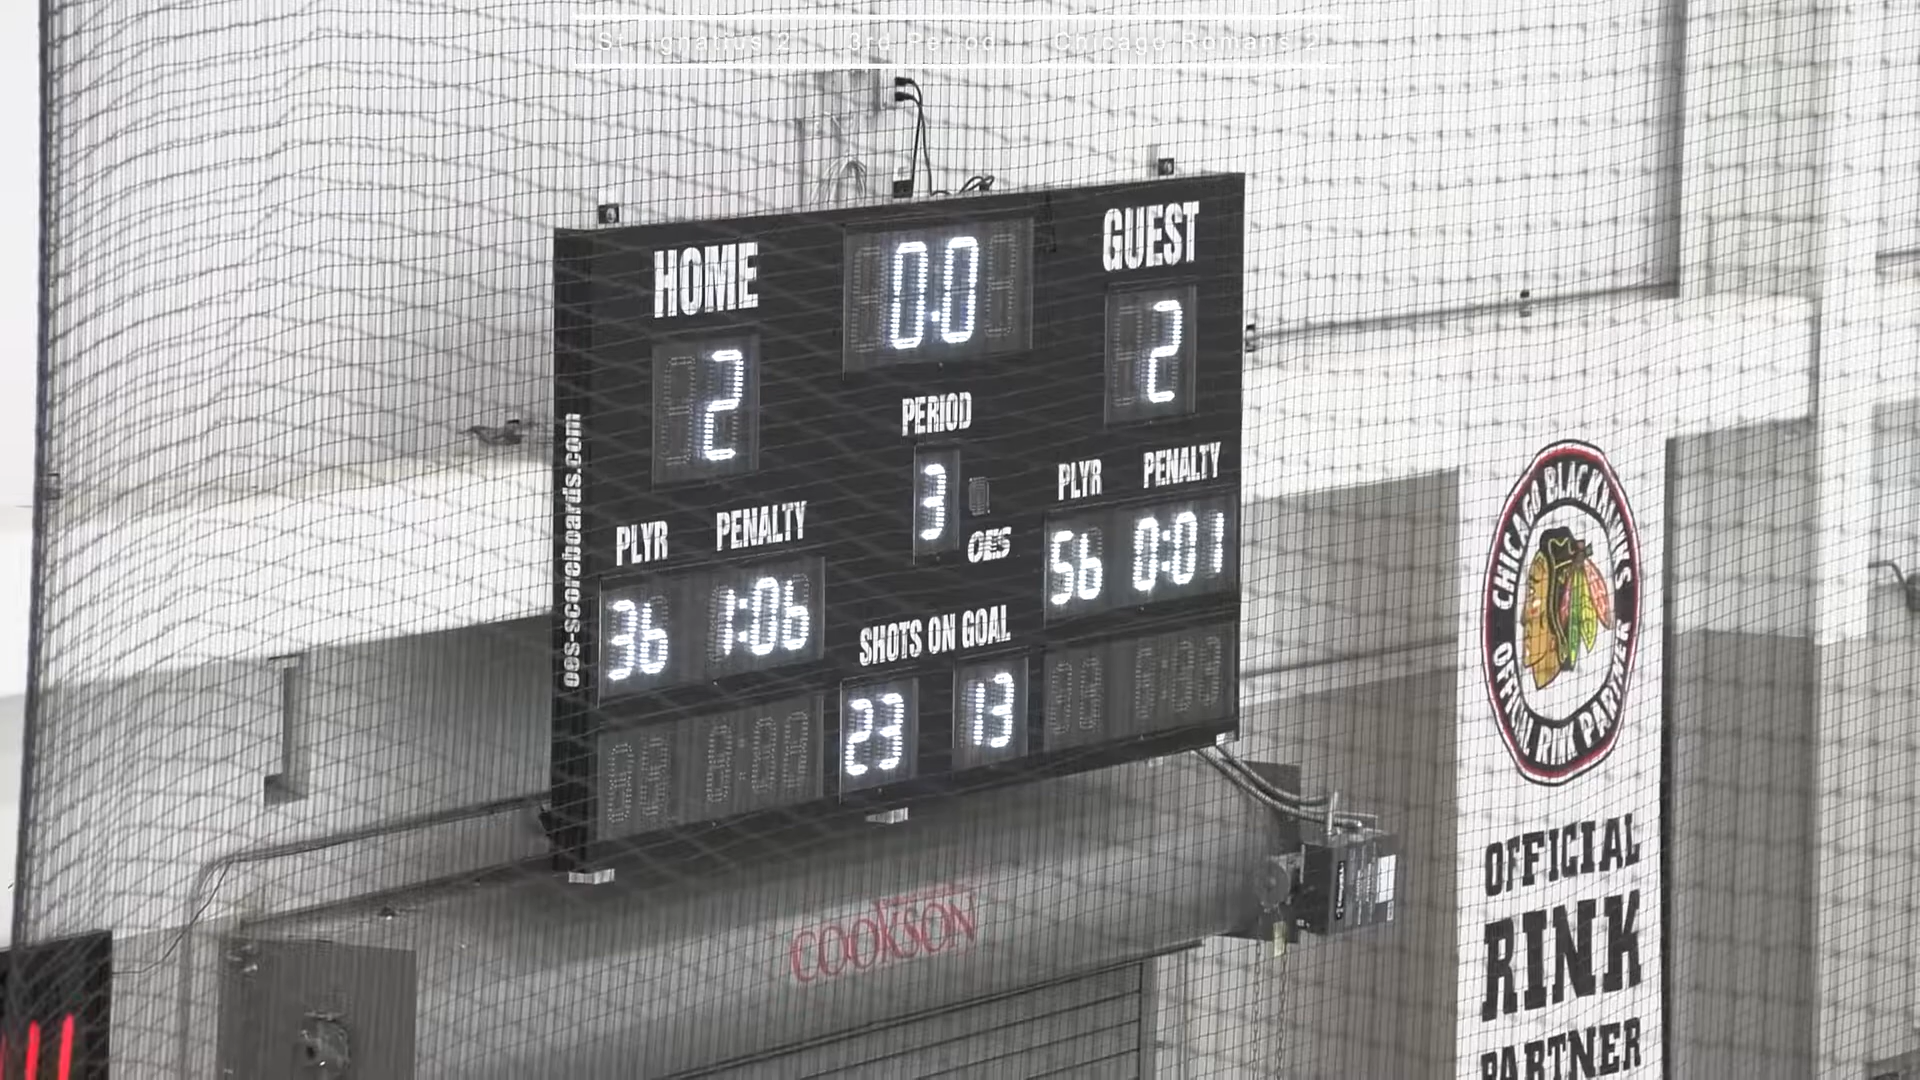 St. Ignatius 2 3rd Period Chicago Romans 2
HOME
0:0
GUEST
2
2
PERIOD
3
PLYR PENALTY
PLYR PENALTY
OES
36 1:06
56 0:01
SHOTS ON GOAL
23 13
oes-scoreboards.com
COOKSON
CHICAGO BLACKHAWKS
OFFICIAL RINK PARTNER
OFFICIAL
RINK
PARTNER